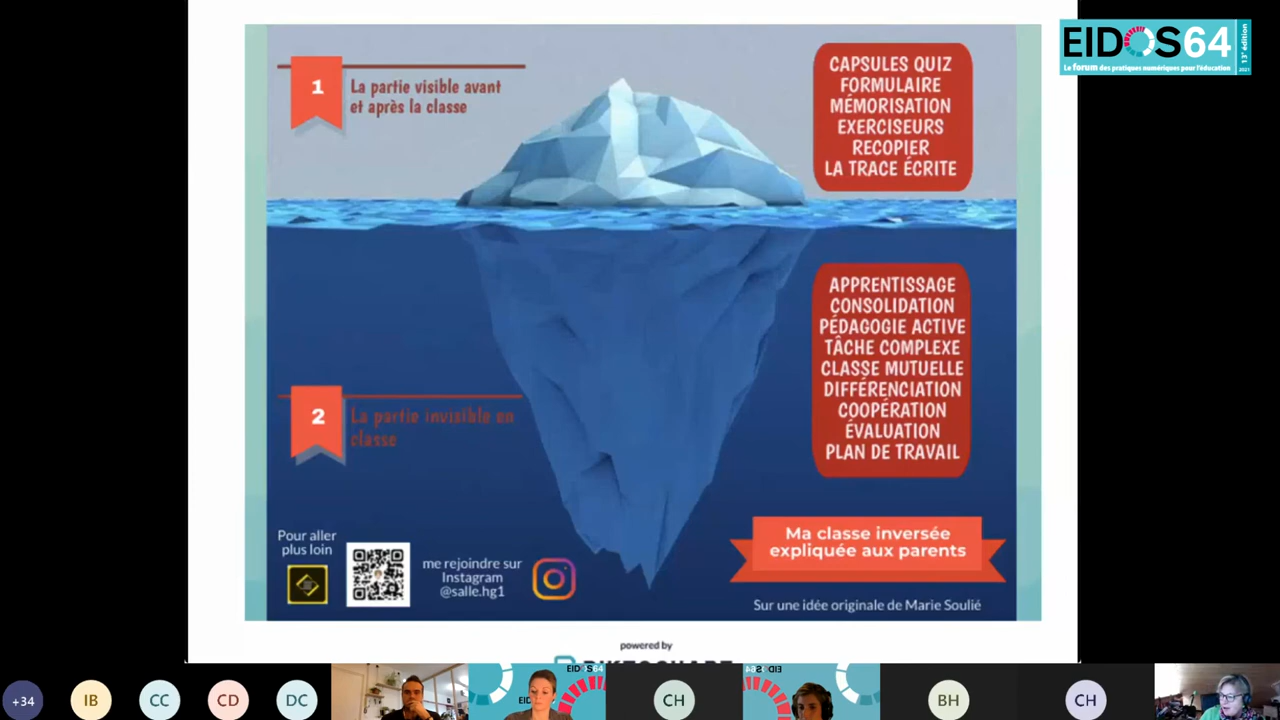 1
La partie visible avant
et après la classe
CAPSULES QUIZ
FORMULAIRE
MÉMORISATION
EXERCISEURS
RECOPIER
LA TRACE ÉCRITE
EIDOS64
Le forum des pratiques numériques pour l'éducation
13e édition
2021
2
La partie invisible en
classe
APPRENTISSAGE
CONSOLIDATION
PÉDAGOGIE ACTIVE
TÂCHE COMPLEXE
CLASSE MUTUELLE
DIFFÉRENCIATION
COOPÉRATION
ÉVALUATION
PLAN DE TRAVAIL
Pour aller
plus loin
me rejoindre sur
Instagram
@salle.hg1
Ma classe inversée
expliquée aux parents
Sur une idée originale de Marie Soulié
powered by
+34
IB
CC
CD
DC
EIDOS64
CH
BH
CH